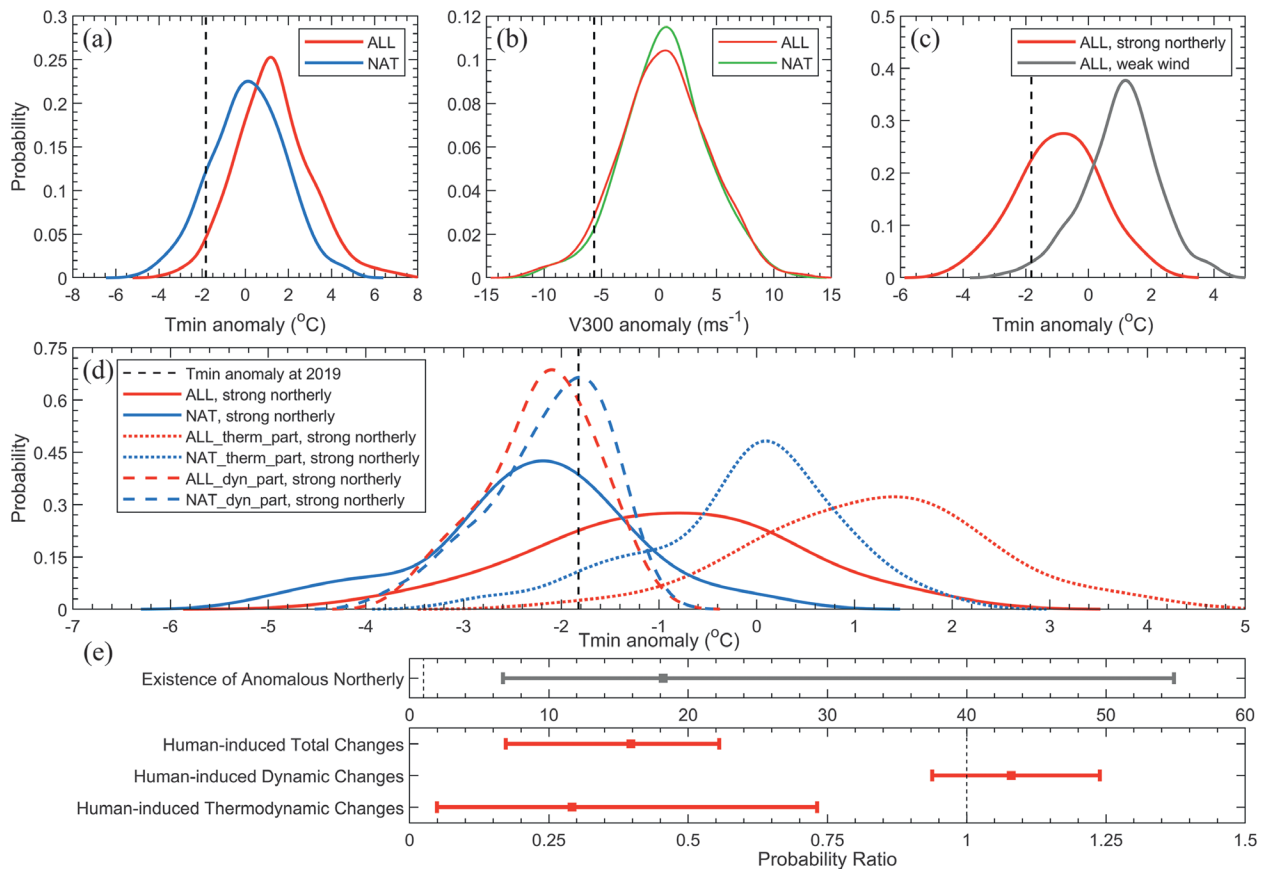 (a)
ALL
NAT
Probability
0.3
0.25
0.2
0.15
0.1
0.05
0
-8 -6 -4 -2 0 2 4 6 8
Tmin anomaly (°C)
(b)
ALL
NAT
0.12
0.1
0.08
0.06
0.04
0.02
0
-15 -10 -5 0 5 10 15
V300 anomaly (ms⁻¹)
(c)
ALL, strong northerly
ALL, weak wind
0.5
0.4
0.3
0.2
0.1
0
-6 -4 -2 0 2 4
Tmin anomaly (°C)
(d)
Tmin anomaly at 2019
ALL, strong northerly
NAT, strong northerly
ALL_therm_part, strong northerly
NAT_therm_part, strong northerly
ALL_dyn_part, strong northerly
NAT_dyn_part, strong northerly
Probability
0.75
0.6
0.45
0.3
0.15
0
-7 -6 -5 -4 -3 -2 -1 0 1 2 3 4 5
Tmin anomaly (°C)
(e)
Existence of Anomalous Northerly
0 10 20 30 40 50 60
Human-induced Total Changes
Human-induced Dynamic Changes
Human-induced Thermodynamic Changes
0.25 0.5 0.75 1 1.25 1.5
Probability Ratio